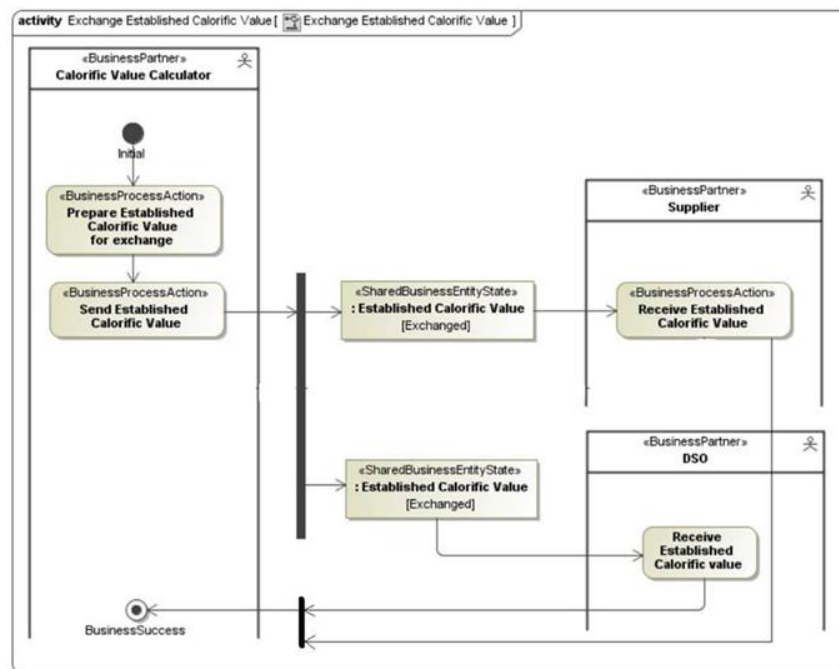 activity Exchange Established Calorific Value[ Exchange Established Calorific Value ]
«BusinessPartner»
Calorific Value Calculator
Initial
«BusinessProcessAction»
Prepare Established
Calorific Value
for exchange
«BusinessProcessAction»
Send Established
Calorific Value
«SharedBusinessEntityState»
: Established Calorific Value
[Exchanged]
«BusinessPartner»
Supplier
«BusinessProcessAction»
Receive Established
Calorific Value
«SharedBusinessEntityState»
: Established Calorific Value
[Exchanged]
«BusinessPartner»
DSO
Receive
Established
Calorific value
BusinessSuccess